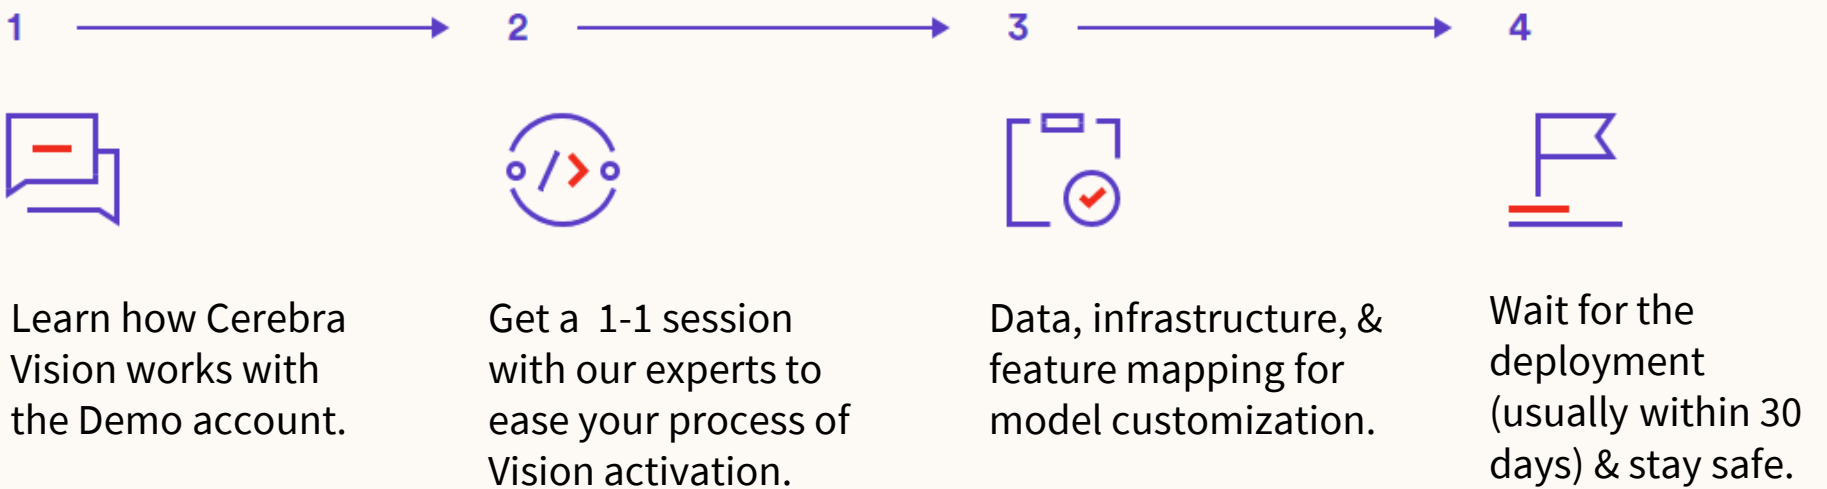 1
2
3
4
Learn how Cerebra
Vision works with
the Demo account.
Get a 1-1 session
with our experts to
ease your process of
Vision activation.
Data, infrastructure, &
feature mapping for
model customization.
Wait for the
deployment
(usually within 30
days) & stay safe.